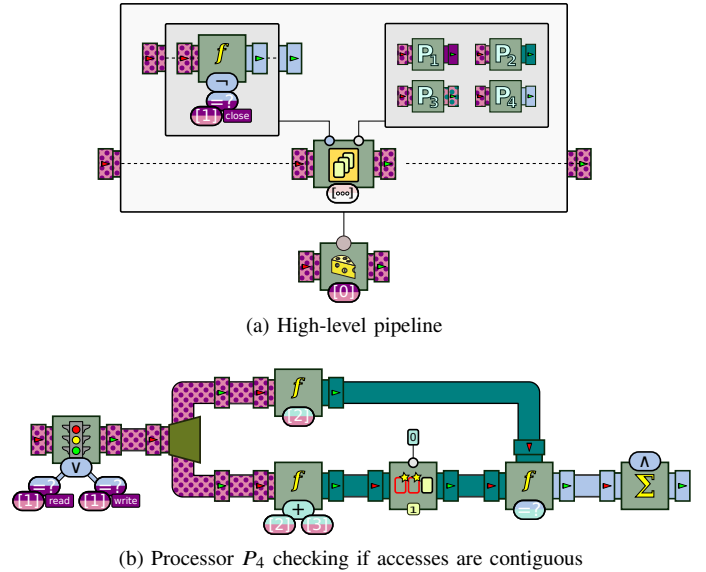 f
¬
=?
[1] close
P1 P2
P3 P4
[∘∘∘]
[0]
(a) High-level pipeline
f
[2]
0
∨
=? =?
[1] read [1] write
f
+
[2] [3]
1
f
=?
∧
Σ
(b) Processor P4 checking if accesses are contiguous